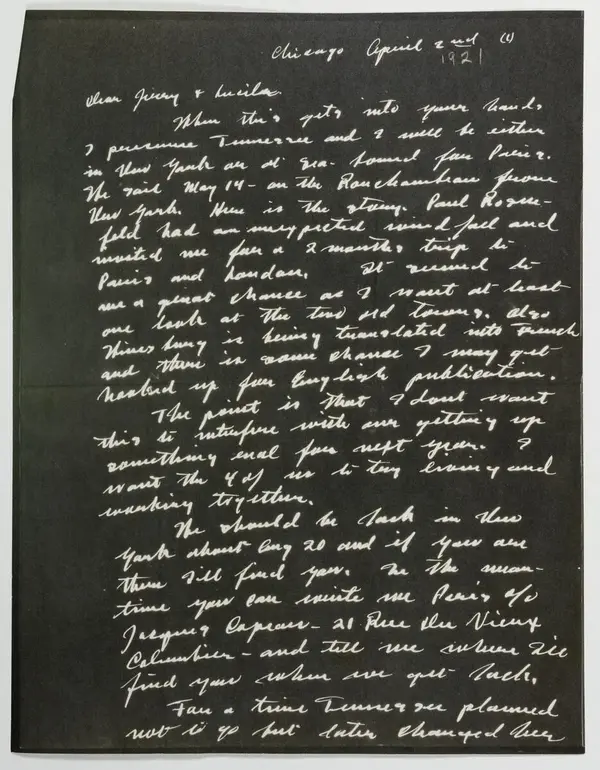 Chicago April 2nd (1)
1921
Dear Jerry & Lucile.
When this gets into your hands
I presume Tennessee and I will be either
in New York or at sea - bound for Paris.
We sail May 14 - on the Rochambeau from
New York. Here is the story. Paul Rosen-
feld had an unexpected wind fall and
invited me for a 2 months trip to
Paris and London. It seemed to
me a great chance as I want at least
one look at the two old towns. Also
Winesburg is being translated into French
and there is some chance I may get
hooked up for English publication.
The point is that I dont want
this to interfere with our getting up
something real for next year. I
want the 4 of us to try living and
working together.
We should be back in New
York about Aug 20 and if you are
there I'll find you. In the mean-
time you can write me Paris c/o
Jacques Capeau - 21 Rue du Vieux
Columbier - and tell me where I'll
find you when we get back.
For a time Tennessee planned
not to go but later changed her